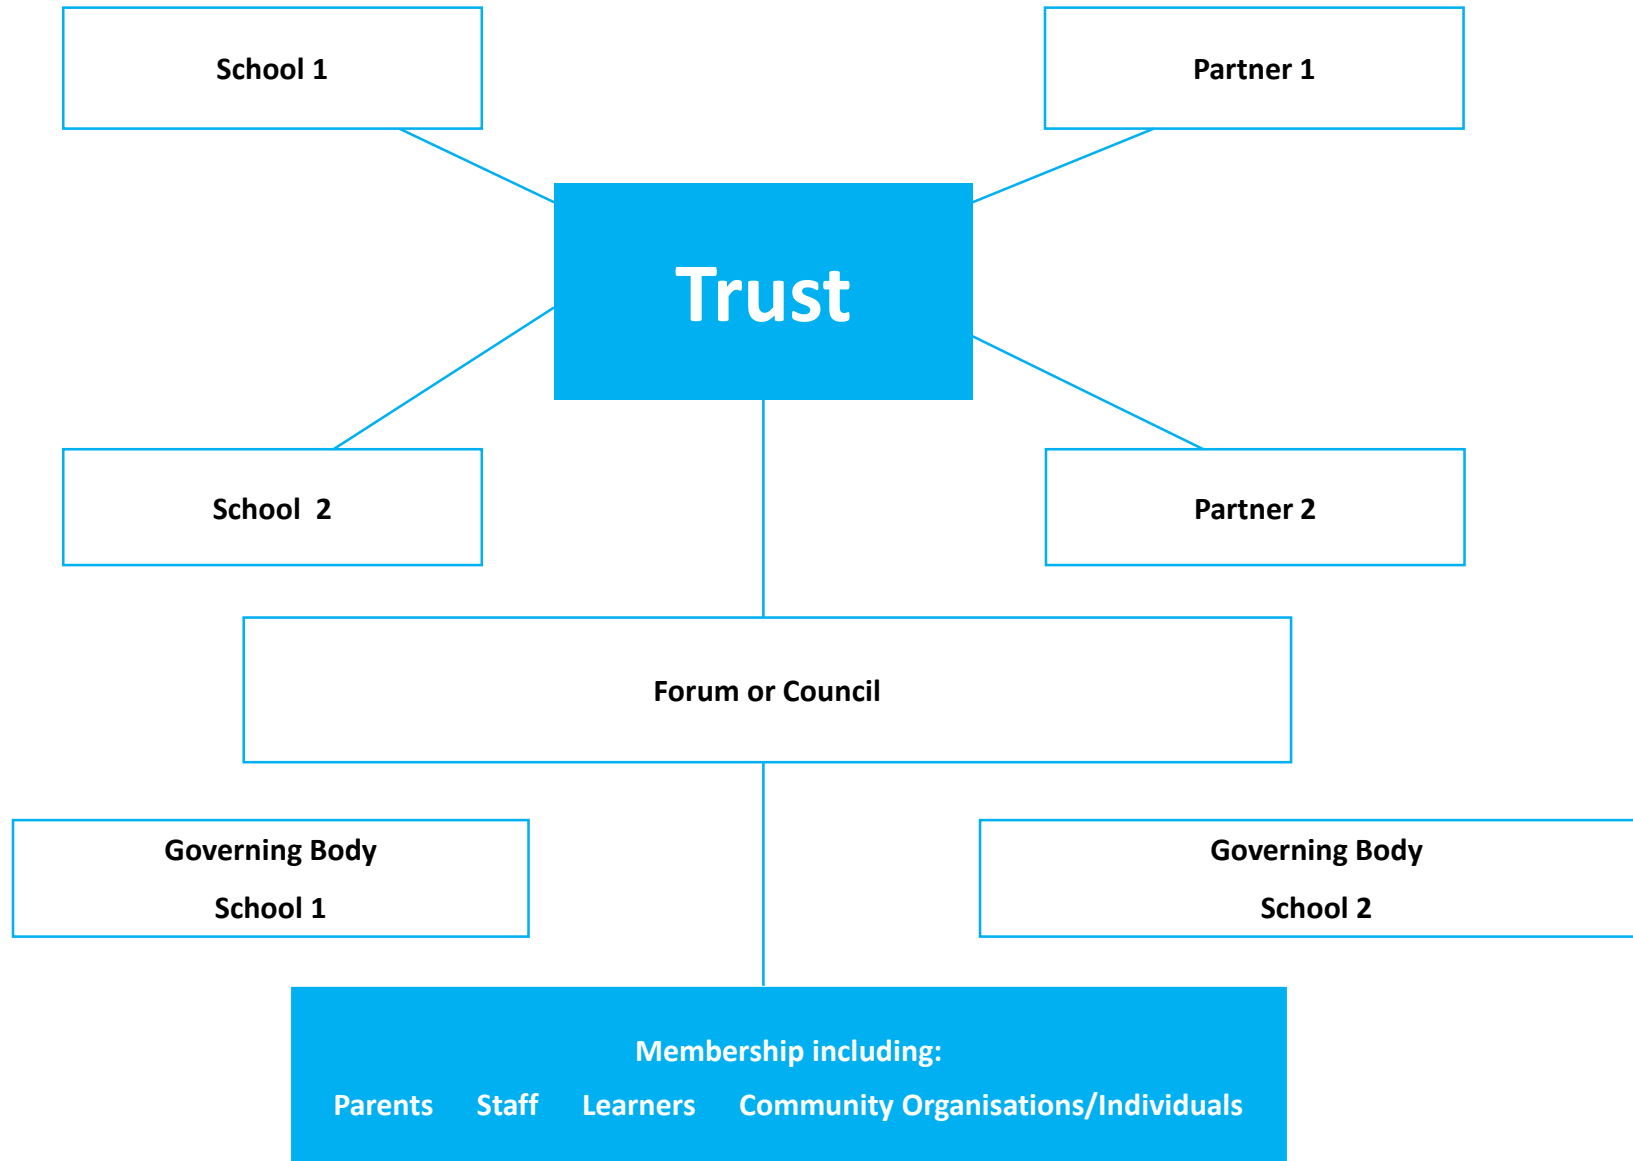 School 1
Partner 1
Trust
School  2
Partner 2
Forum or Council
Governing Body
School 1
Governing Body
School 2
Membership including:
Parents Staff Learners Community Organisations/Individuals